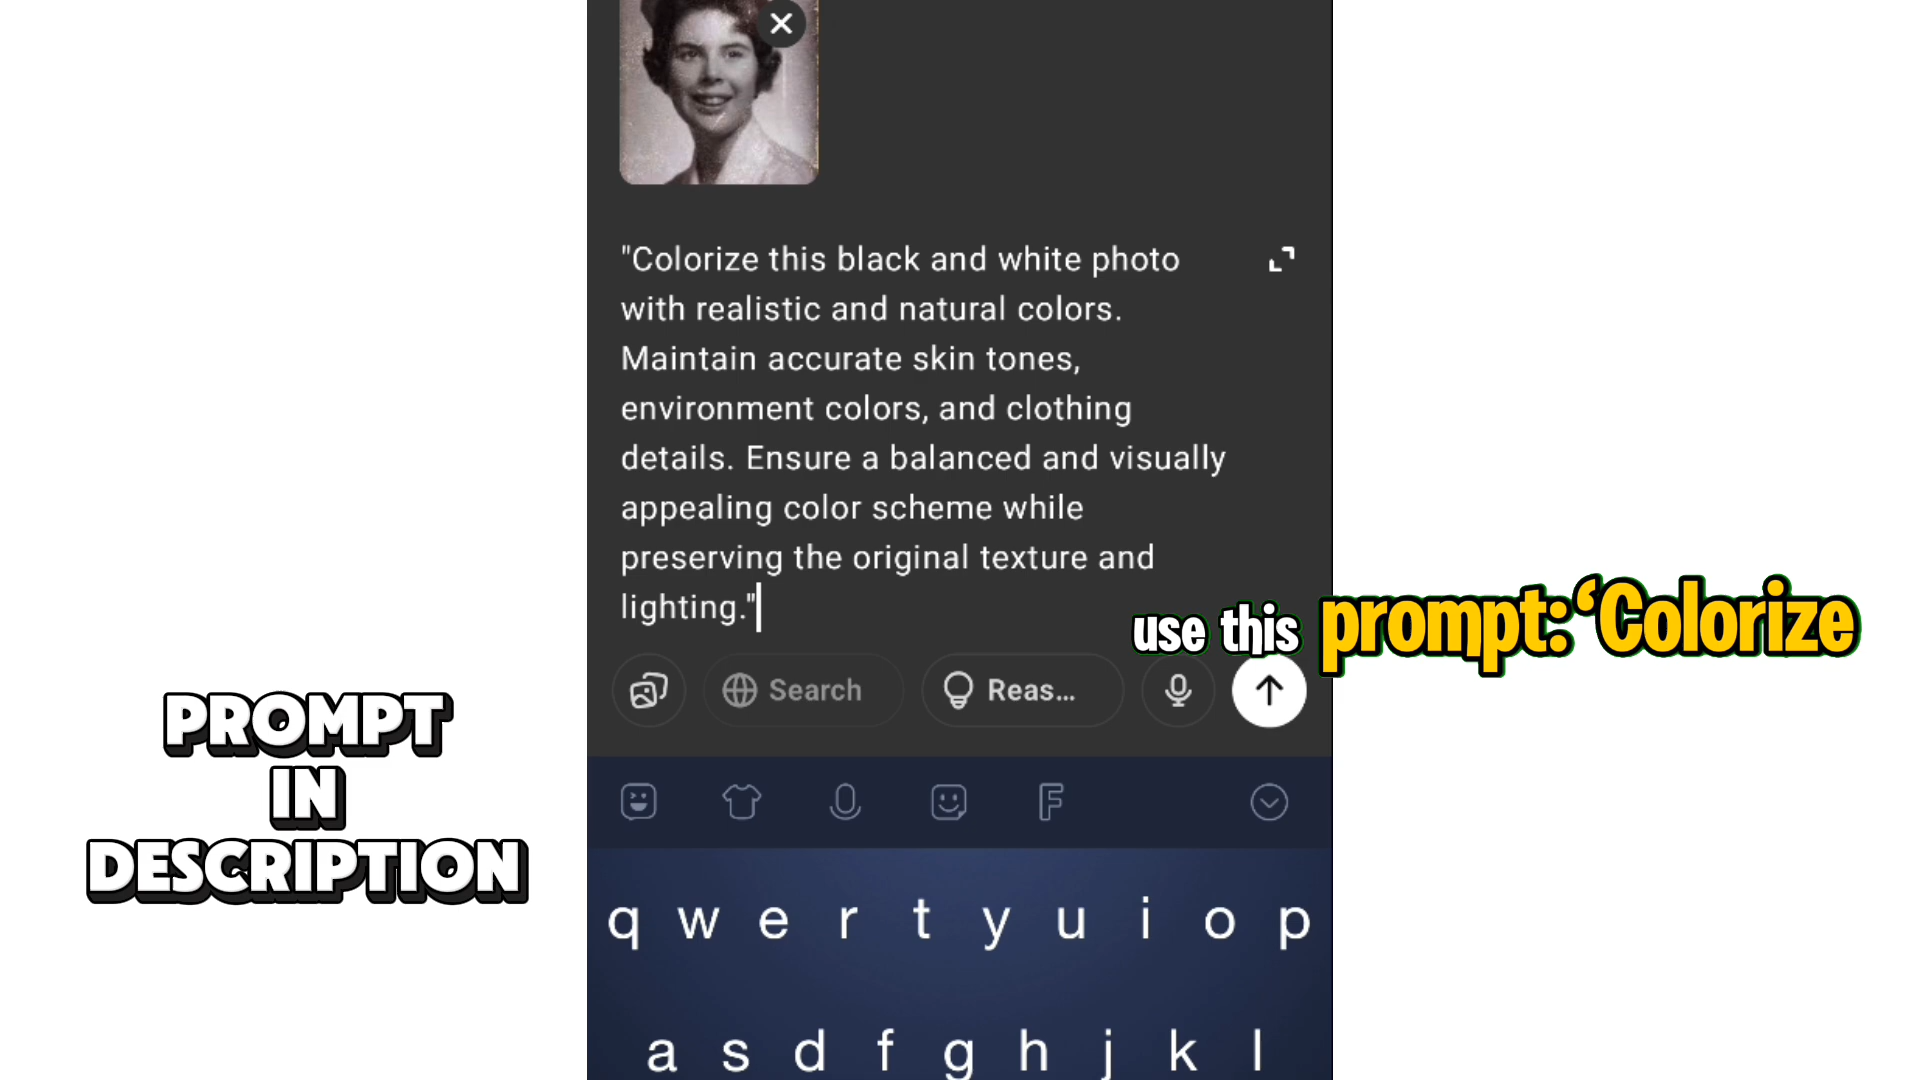 "Colorize this black and white photo
with realistic and natural colors.
Maintain accurate skin tones,
environment colors, and clothing
details. Ensure a balanced and visually
appealing color scheme while
preserving the original texture and
lighting."
use this prompt:‘Colorize
Search
Reas...
PROMPT
IN
DESCRIPTION
F
q w e r t y u i o p
a s d f g h j k l